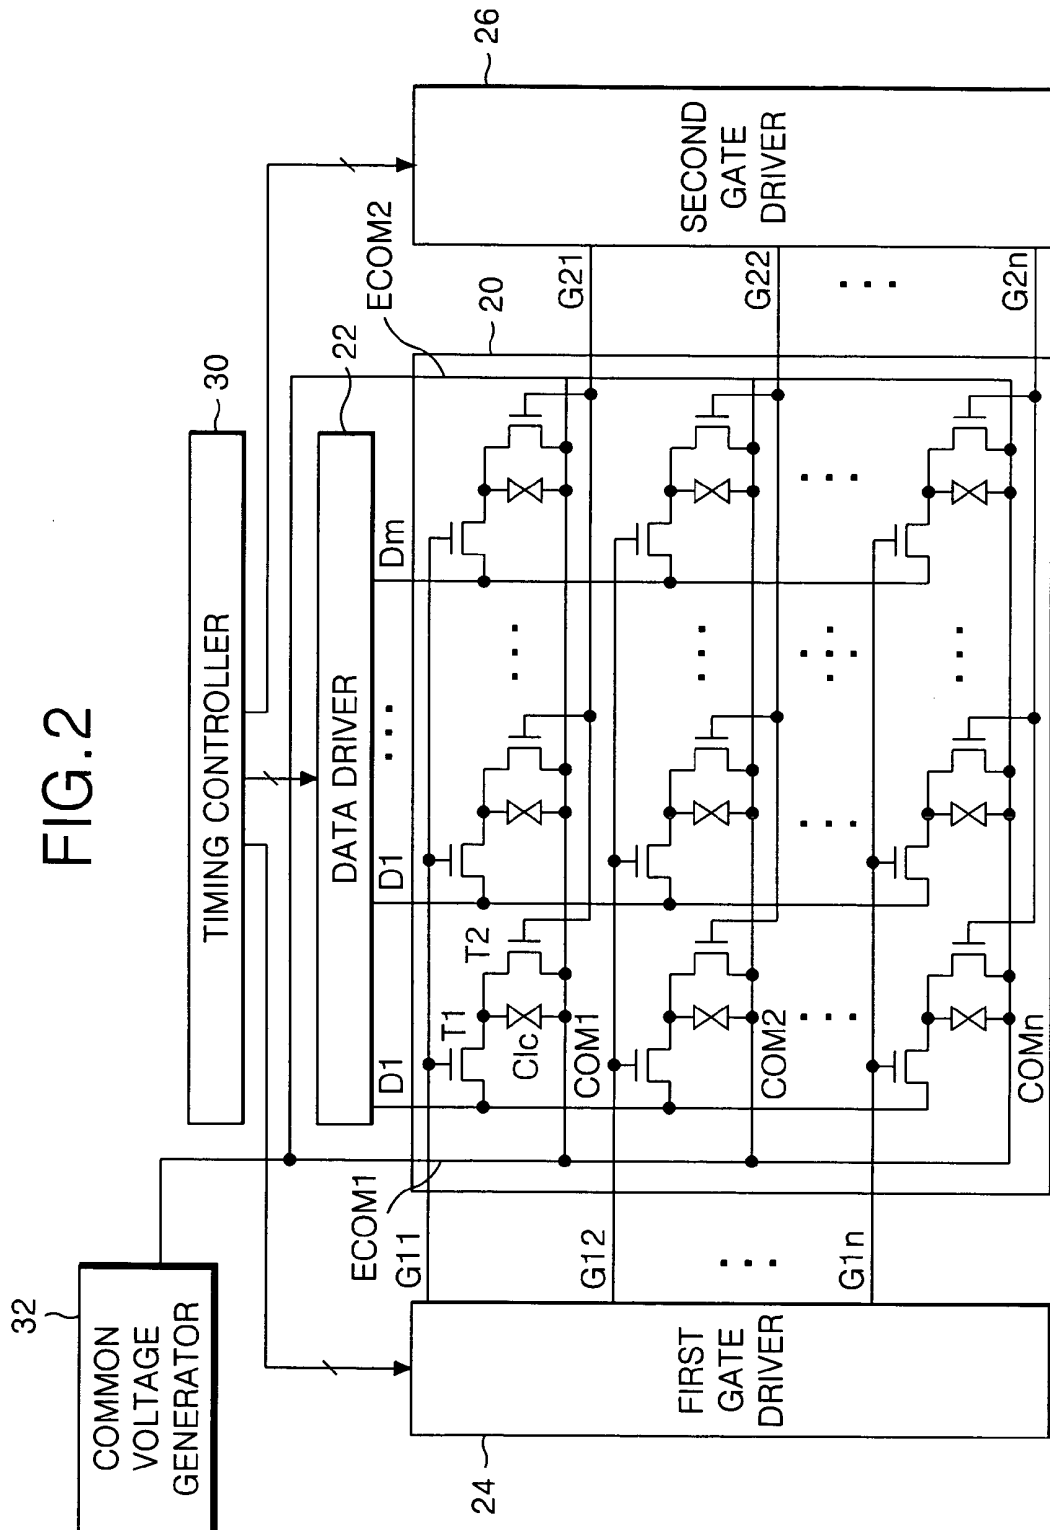 FIG.2
32
COMMON
VOLTAGE
GENERATOR
TIMING CONTROLLER
30
DATA DRIVER
22
ECOM2
26
20
ECOM1
D1
D1
...
Dm
G11
T1
T2
Clc
COM1
G21
G12
COM2
G22
...
...
G1n
COMn
G2n
FIRST
GATE
DRIVER
24
SECOND
GATE
DRIVER